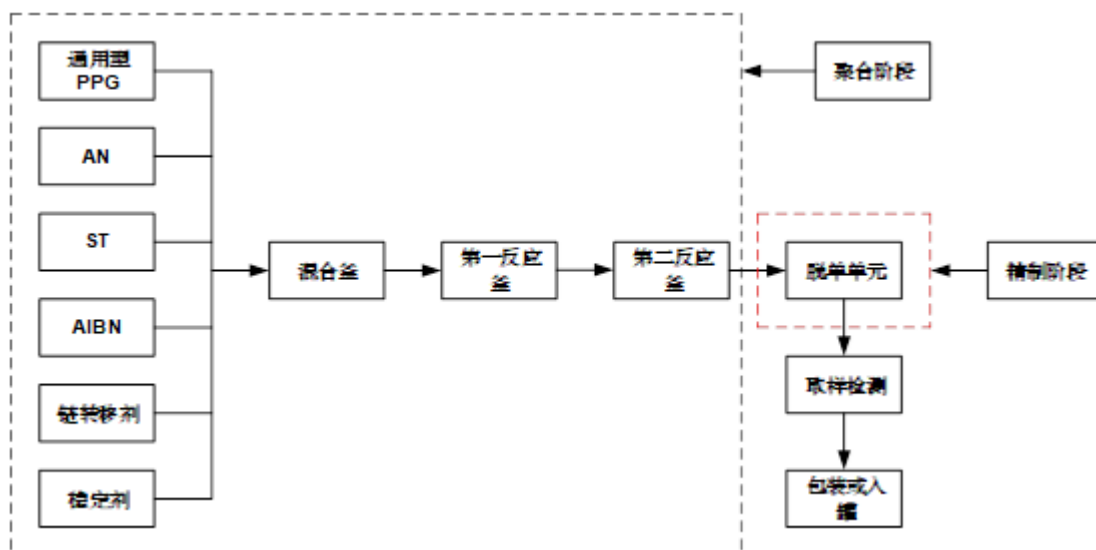 通用型
PPG
聚合阶段
AN
ST
混合釜
第一反应
釜
第二反应
釜
脱单单元
精制阶段
AIBN
取样检测
链转移剂
稳定剂
包装或入
罐